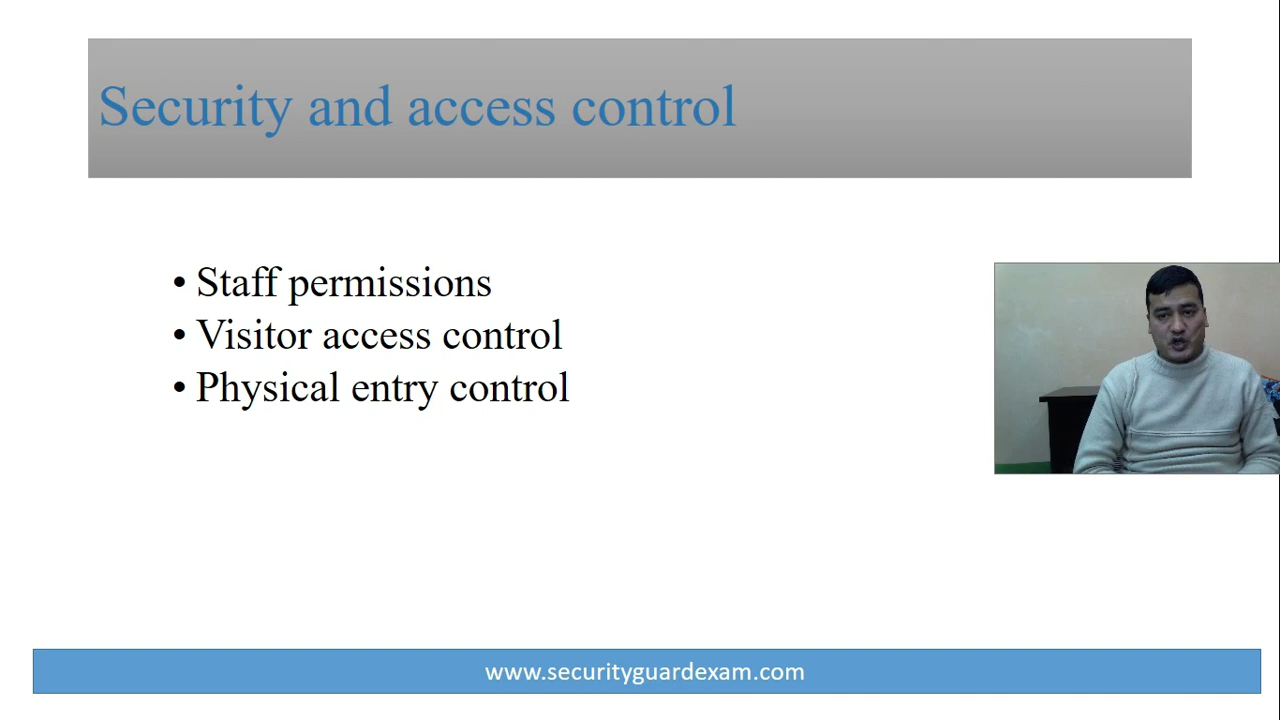 Security and access control
• Staff permissions
• Visitor access control
• Physical entry control
www.securityguardexam.com